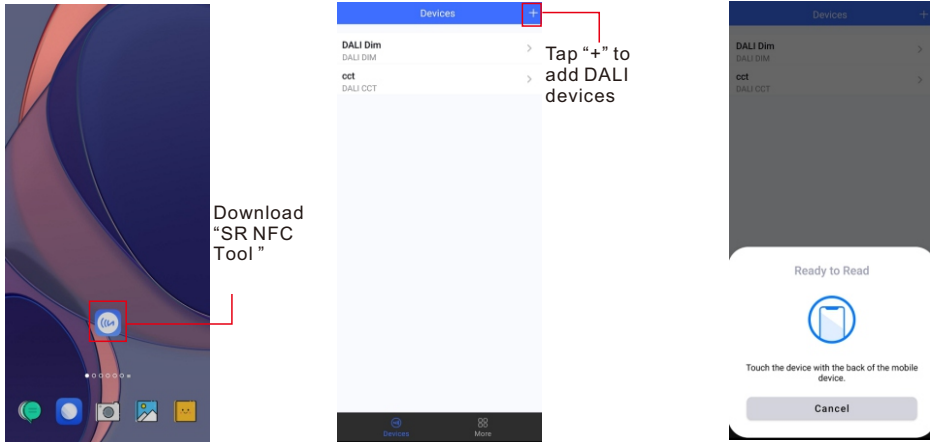 Download
“SR NFC
Tool ”
Devices
+
DALI Dim
DALI DIM
cct
DALI CCT
Devices
More
Tap “+” to
add DALI
devices
Devices
+
DALI Dim
DALI DIM
cct
DALI CCT
Ready to Read
Touch the device with the back of the mobile
device.
Cancel